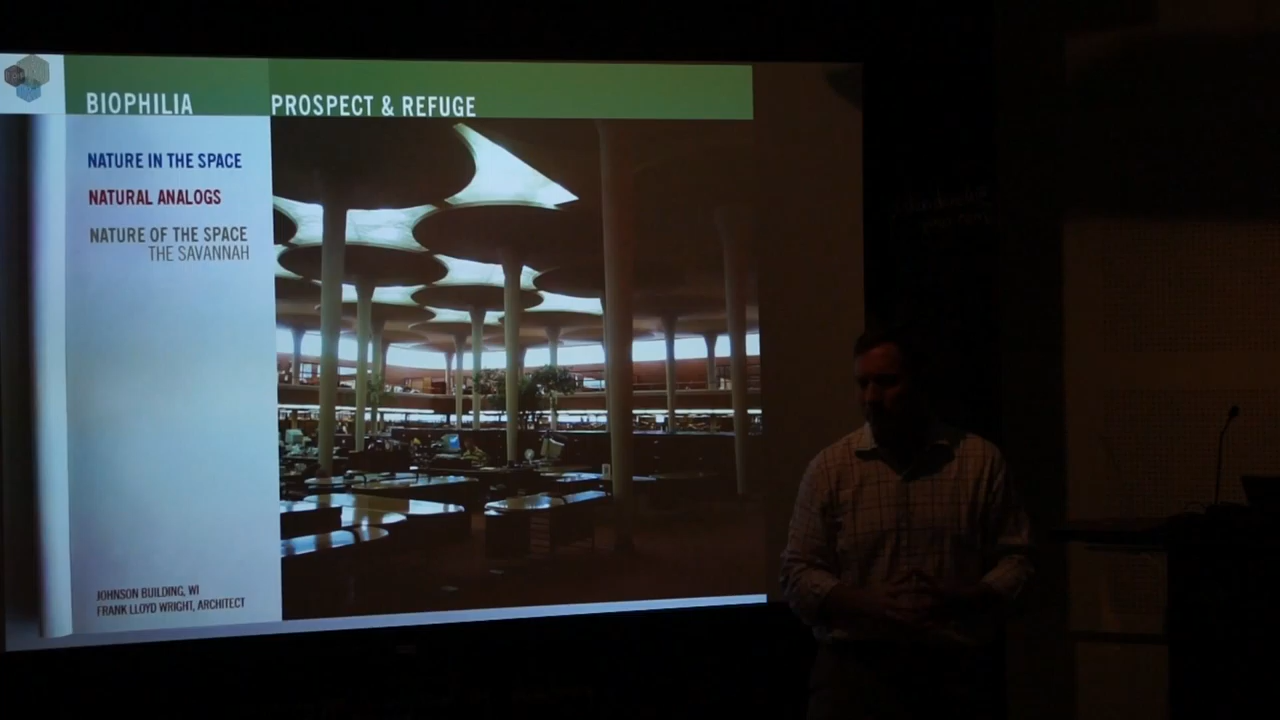 BIOPHILIA
PROSPECT & REFUGE
NATURE IN THE SPACE
NATURAL ANALOGS
NATURE OF THE SPACE
THE SAVANNAH
JOHNSON BUILDING, WI
FRANK LLOYD WRIGHT, ARCHITECT